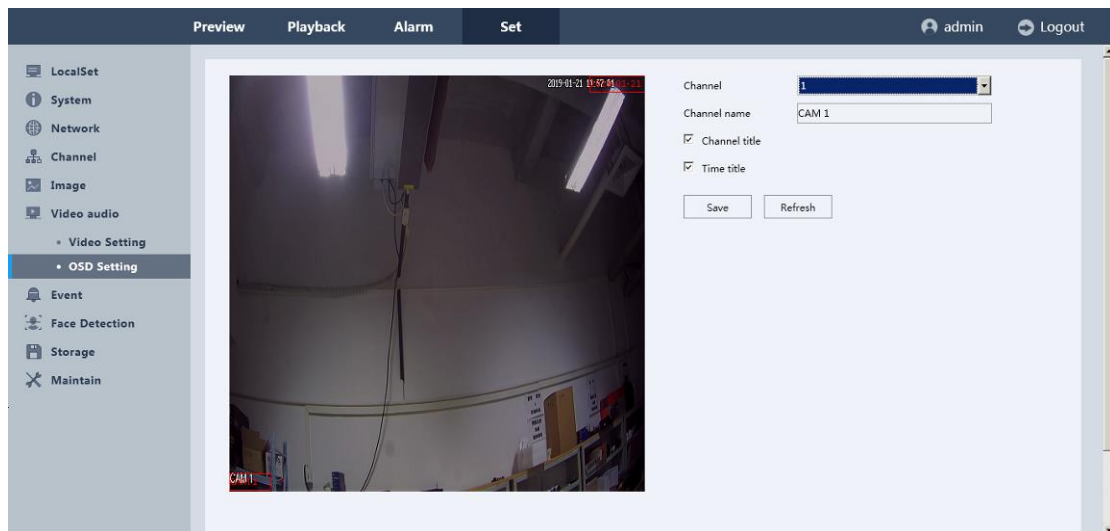 Preview Playback Alarm Set admin Logout
LocalSet
System
Network
Channel
Image
Video audio
Video Setting
OSD Setting
Event
Face Detection
Storage
Maintain
2019-01-21
CAM 1
Channel 1
Channel name CAM 1
Channel title
Time title
Save Refresh